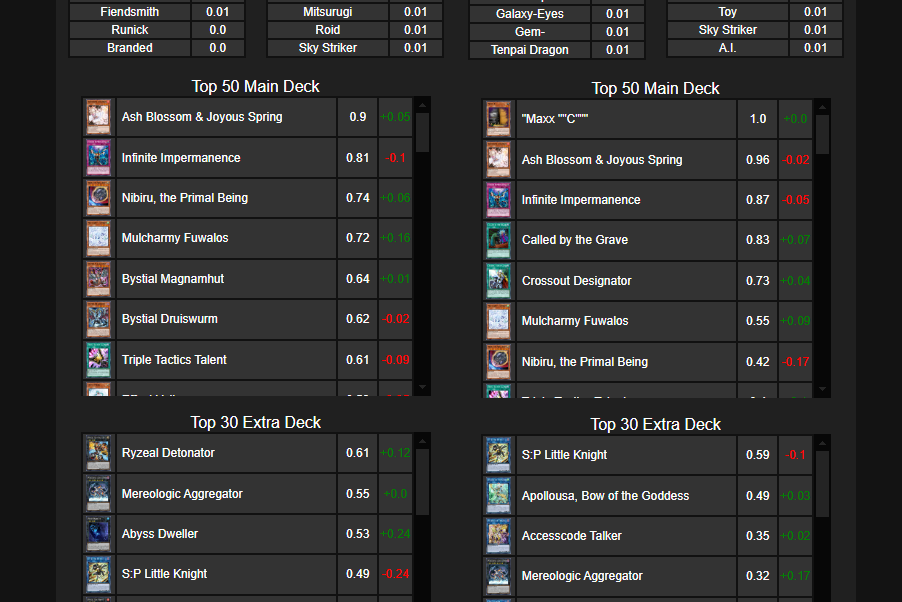 Fiendsmith 0.01
Runick 0.0
Branded 0.0
Mitsurugi 0.01
Roid 0.01
Sky Striker 0.01
Galaxy-Eyes 0.01
Gem- 0.01
Tenpai Dragon 0.01
Toy 0.01
Sky Striker 0.01
A.I. 0.01
Top 50 Main Deck
Ash Blossom & Joyous Spring 0.9 +0.05
Infinite Impermanence 0.81 -0.1
Nibiru, the Primal Being 0.74 +0.06
Mulcharmy Fuwalos 0.72 +0.16
Bystial Magnamhut 0.64 +0.01
Bystial Druiswurm 0.62 -0.02
Triple Tactics Talent 0.61 -0.09
Top 30 Extra Deck
Ryzeal Detonator 0.61 +0.12
Mereologic Aggregator 0.55 +0.0
Abyss Dweller 0.53 +0.24
S:P Little Knight 0.49 -0.24
Top 50 Main Deck
"Maxx ""C""" 1.0 +0.0
Ash Blossom & Joyous Spring 0.96 -0.02
Infinite Impermanence 0.87 -0.05
Called by the Grave 0.83 +0.07
Crossout Designator 0.73 +0.04
Mulcharmy Fuwalos 0.55 +0.09
Nibiru, the Primal Being 0.42 -0.17
Top 30 Extra Deck
S:P Little Knight 0.59 -0.1
Apollousa, Bow of the Goddess 0.49 +0.03
Accesscode Talker 0.35 +0.02
Mereologic Aggregator 0.32 +0.17